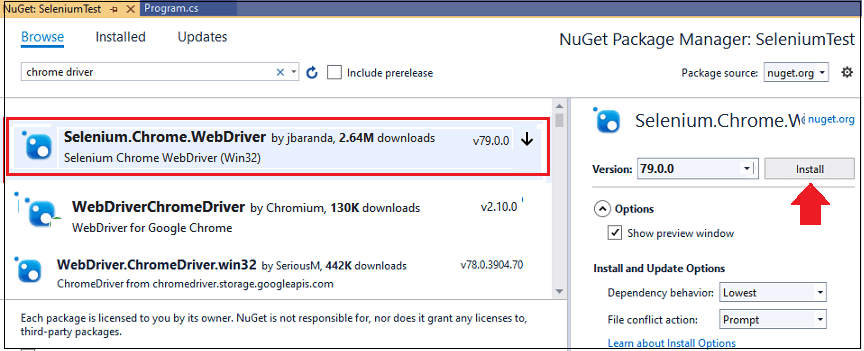 NuGet: SeleniumTest
Program.cs
Browse Installed Updates
NuGet Package Manager: SeleniumTest
chrome driver
Include prerelease
Package source: nuget.org
Selenium.Chrome.WebDriver by jbaranda, 2.64M downloads
v79.0.0
Selenium Chrome WebDriver (Win32)
WebDriverChromeDriver by Chromium, 130K downloads
v2.10.0
WebDriver for Google Chrome
WebDriver.ChromeDriver.win32 by SeriousM, 442K downloads
v78.0.3904.70
ChromeDriver from chromedriver.storage.googleapis.com
Each package is licensed to you by its owner. NuGet is not responsible, nor does it grant any licenses to,
third-party packages.
Selenium.Chrome.W
nuget.org
Version: 79.0.0
Install
Options
Show preview window
Install and Update Options
Dependency behavior: Lowest
File conflict action: Prompt
Learn about Install Options